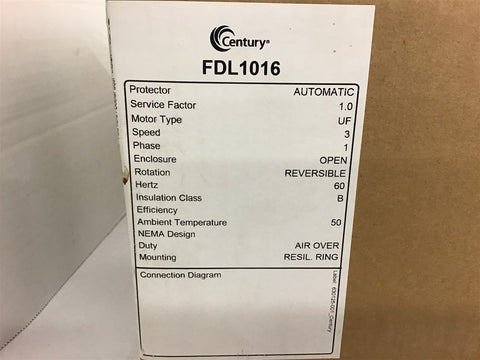 Century®
FDL1016
Protector AUTOMATIC
Service Factor 1.0
Motor Type UF
Speed 3
Phase 1
Enclosure OPEN
Rotation REVERSIBLE
Hertz 60
Insulation Class B
Efficiency
Ambient Temperature 50
NEMA Design
Duty AIR OVER
Mounting RESIL. RING
Connection Diagram